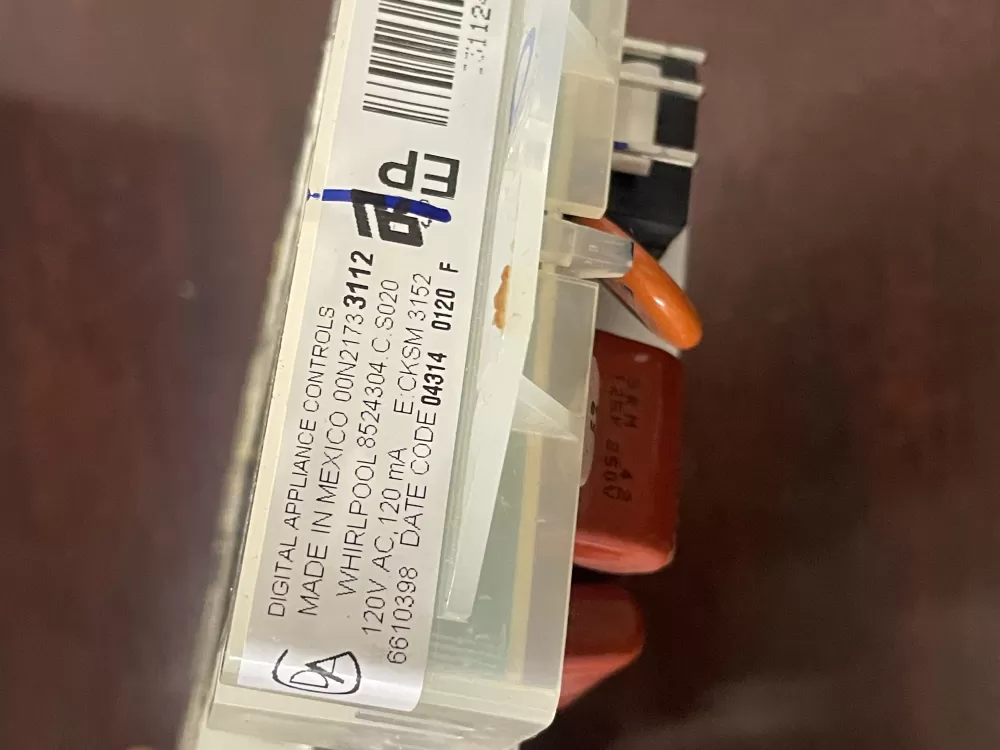 DIGITAL APPLIANCE CONTROLS
MADE IN MEXICO 00N21733112
WHIRLPOOL 8524304.C.S020
120V AC, 120 mA E:CKSM 3152
6610398 DATE CODE 04314 0120 F
DA